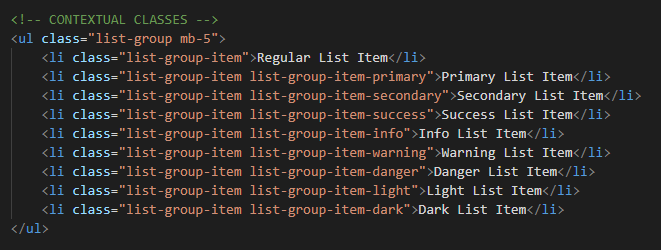 <!-- CONTEXTUAL CLASSES -->
<ul class="list-group mb-5">
    <li class="list-group-item">Regular List Item</li>
    <li class="list-group-item list-group-item-primary">Primary List Item</li>
    <li class="list-group-item list-group-item-secondary">Secondary List Item</li>
    <li class="list-group-item list-group-item-success">Success List Item</li>
    <li class="list-group-item list-group-item-info">Info List Item</li>
    <li class="list-group-item list-group-item-warning">Warning List Item</li>
    <li class="list-group-item list-group-item-danger">Danger List Item</li>
    <li class="list-group-item list-group-item-light">Light List Item</li>
    <li class="list-group-item list-group-item-dark">Dark List Item</li>
</ul>